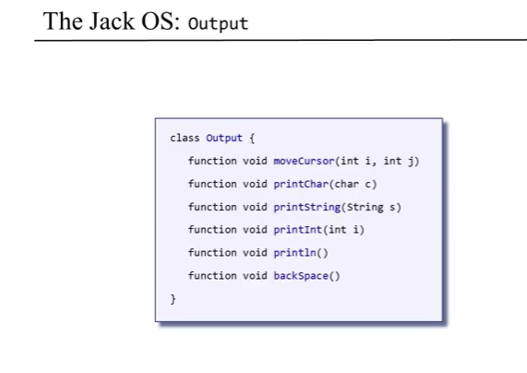 The Jack OS: Output
class Output {
function void moveCursor(int i, int j)
function void printChar(char c)
function void printString(String s)
function void printInt(int i)
function void println()
function void backSpace()
}